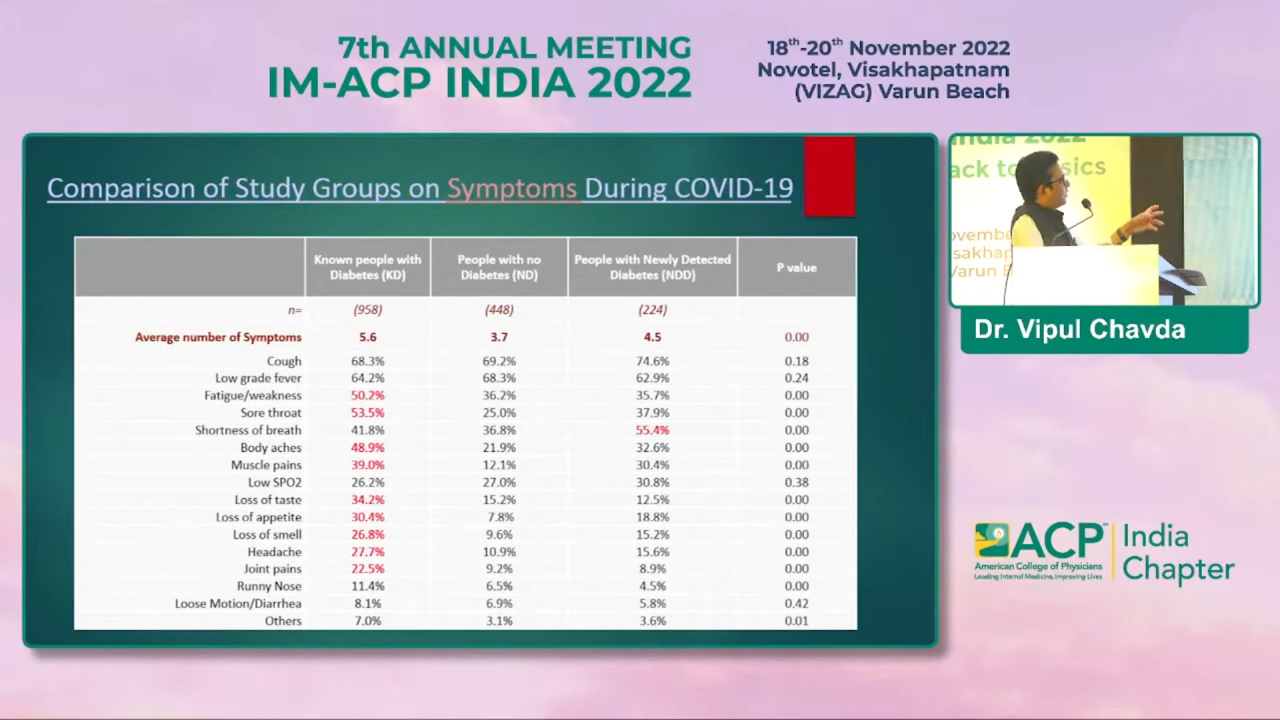 7th ANNUAL MEETING
IM-ACP INDIA 2022
18th-20th November 2022
Novotel, Visakhapatnam
(VIZAG) Varun Beach
Comparison of Study Groups on Symptoms During COVID-19
Known people with Diabetes (KD) People with no Diabetes (ND) People with Newly Detected Diabetes (NDD) P value
n= (958) (448) (224)
Average number of Symptoms 5.6 3.7 4.5 0.00
Cough 68.3% 69.2% 74.6% 0.18
Low grade fever 64.2% 68.3% 62.9% 0.24
Fatigue/weakness 50.2% 36.2% 35.7% 0.00
Sore throat 53.5% 25.0% 37.9% 0.00
Shortness of breath 41.8% 36.8% 55.4% 0.00
Body aches 48.9% 21.9% 32.6% 0.00
Muscle pains 39.0% 12.1% 30.4% 0.00
Low SPO2 26.2% 27.0% 30.8% 0.38
Loss of taste 34.2% 15.2% 12.5% 0.00
Loss of appetite 30.4% 7.8% 18.8% 0.00
Loss of smell 26.8% 9.6% 15.2% 0.00
Headache 27.7% 10.9% 15.6% 0.00
Joint pains 22.5% 9.2% 8.9% 0.00
Runny Nose 11.4% 6.5% 4.5% 0.00
Loose Motion/Diarrhea 8.1% 6.9% 5.8% 0.42
Others 7.0% 3.1% 3.6% 0.01
India 2022
ack to sics
ovembe
sakhap
Varun B
Dr. Vipul Chavda
ACP
American College of Physicians
Leading Internal Medicine, Improving Lives
India
Chapter